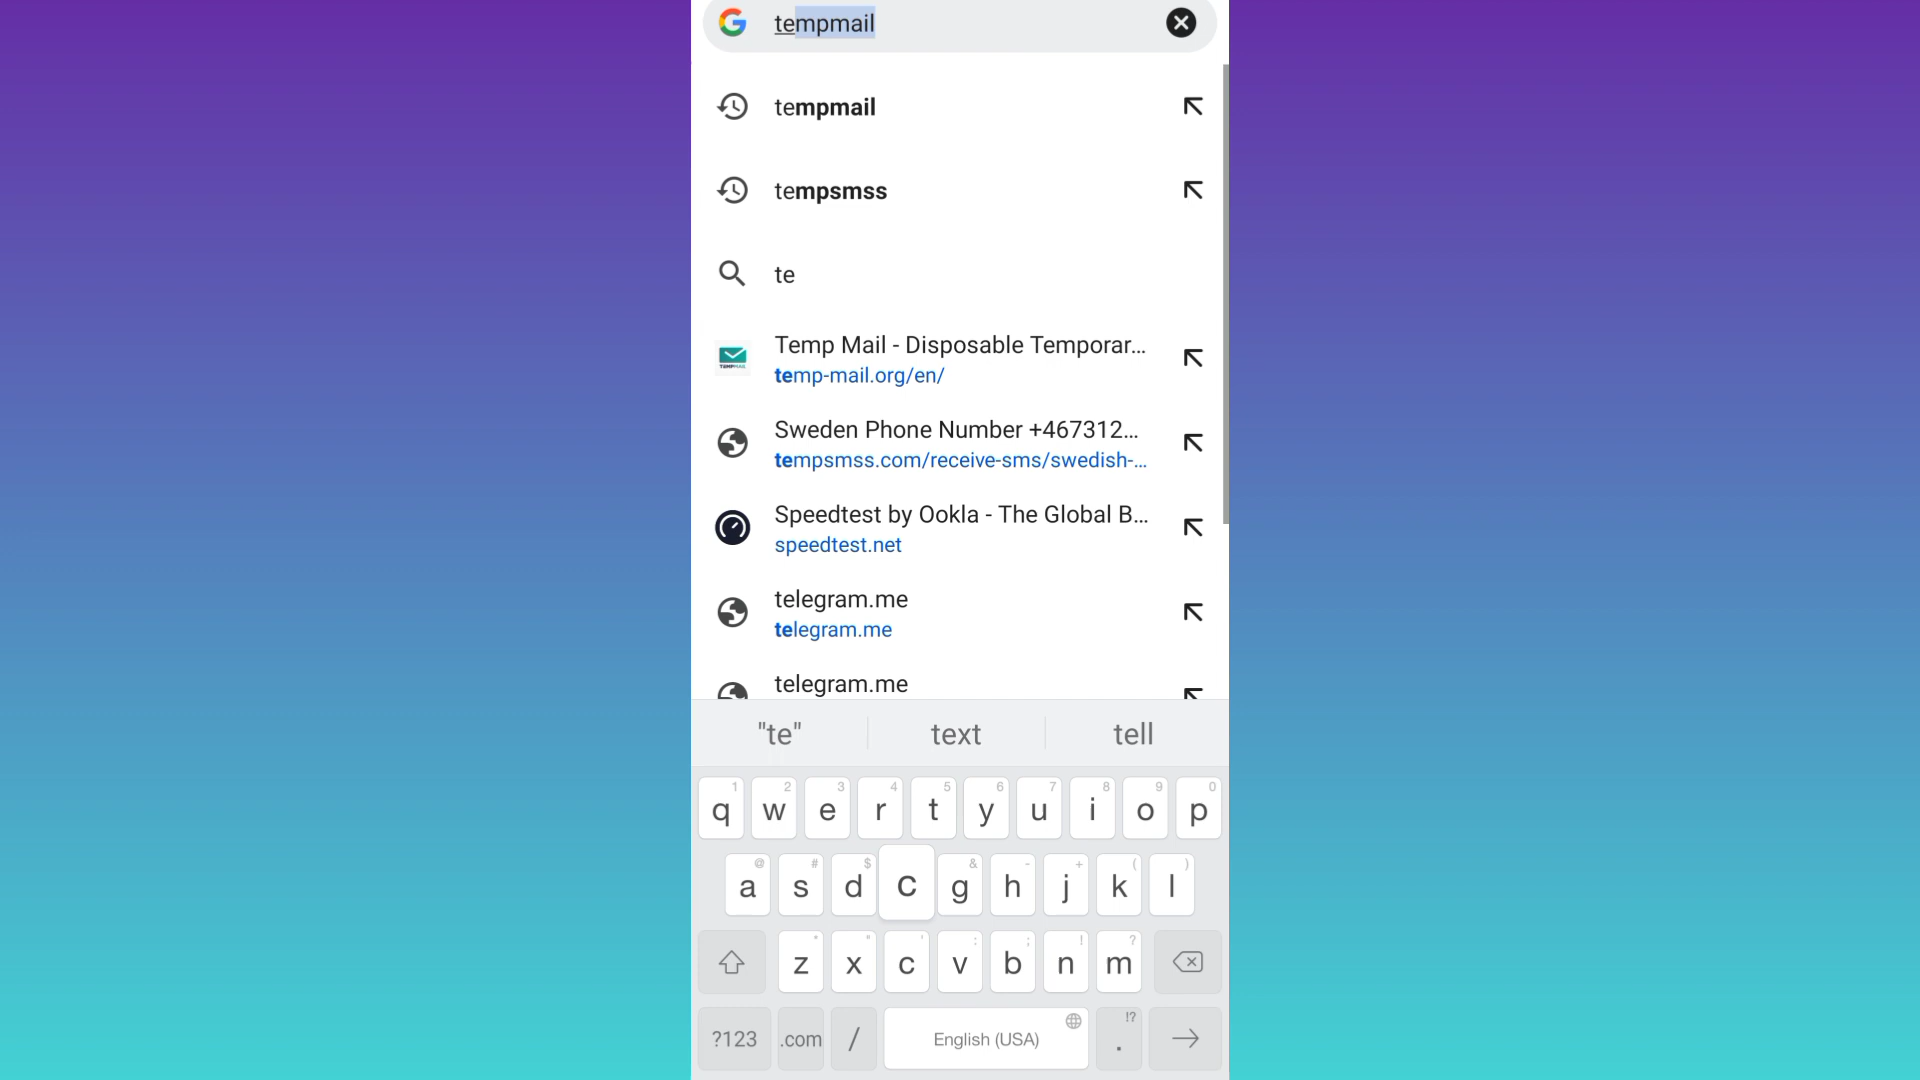 tempmail
tempmail
tempsmss
te
Temp Mail - Disposable Temporar...
temp-mail.org/en/
Sweden Phone Number +467312...
tempsmss.com/receive-sms/swedish-...
Speedtest by Ookla - The Global B...
speedtest.net
telegram.me
telegram.me
telegram.me
"te" text tell
1 2 3 4 5 6 7 8 9 0
q w e r t y u i o p
@ # $ & - + ( )
a s d c g h j k l
* " ' : ; ! ?
z x c v b n m
?123 .com / English (USA) !? .